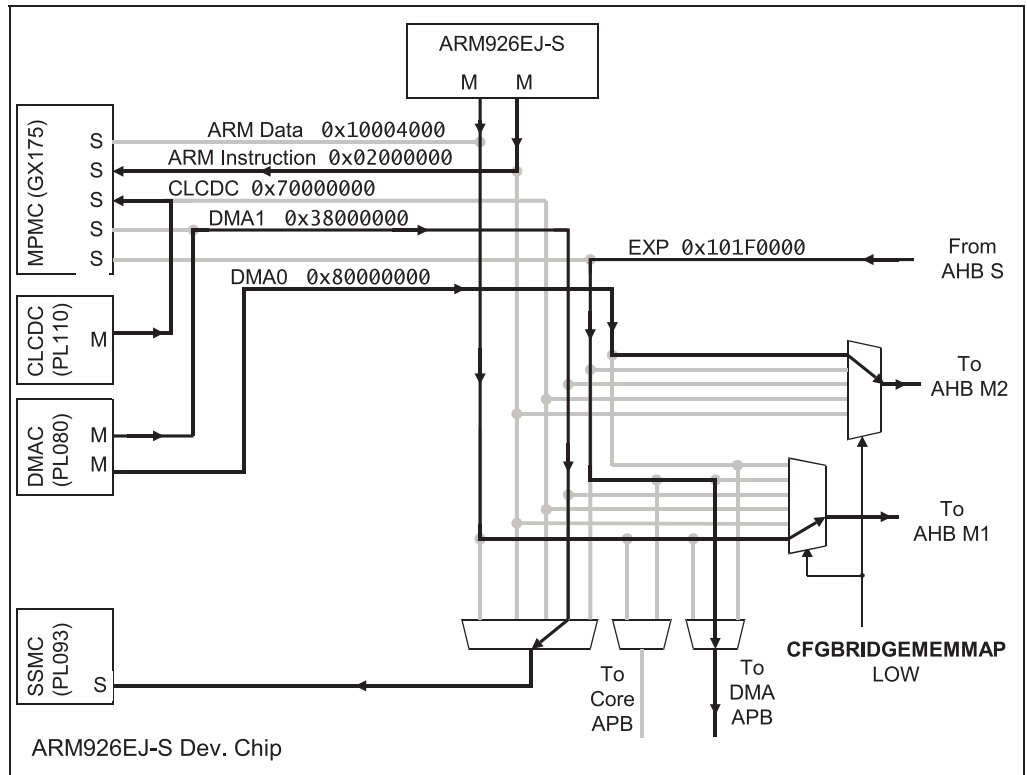 ARM926EJ-S
M M
MPMC (GX175)
S
S
S
S
S
ARM Data 0x10004000
ARM Instruction 0x02000000
CLCDC 0x70000000
DMA1 0x38000000
EXP 0x101F0000
From
AHB S
DMA0 0x80000000
CLCDC
(PL110)
M
To
AHB M2
DMAC
(PL080)
M
M
To
AHB M1
SSMC
(PL093)
S
To
Core
APB
To
DMA
APB
CFGBRIDGEMEMMAP
LOW
ARM926EJ-S Dev. Chip